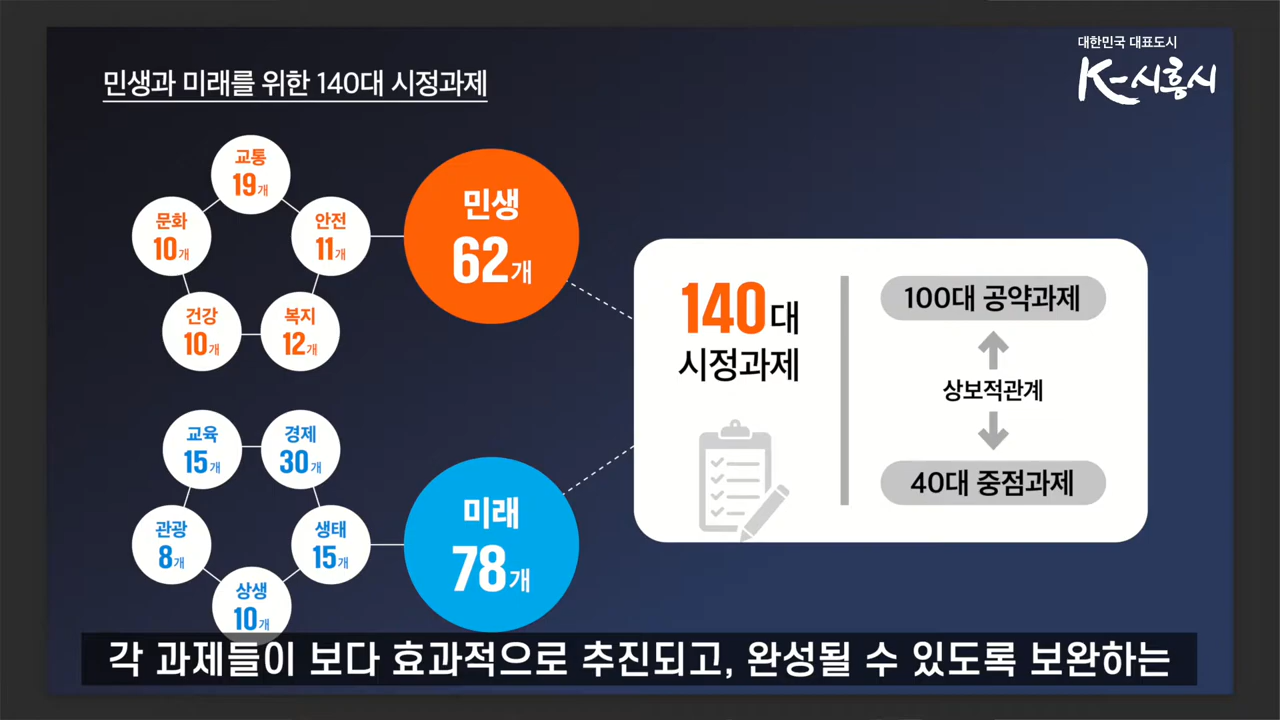 대한민국 대표도시
K-시흥시
민생과 미래를 위한 140대 시정과제
교통
19개
문화
10개
안전
11개
건강
10개
복지
12개
민생
62개
교육
15개
경제
30개
관광
8개
생태
15개
상생
10개
미래
78개
140대
시정과제
100대 공약과제
상보적관계
40대 중점과제
각 과제들이 보다 효과적으로 추진되고, 완성될 수 있도록 보완하는